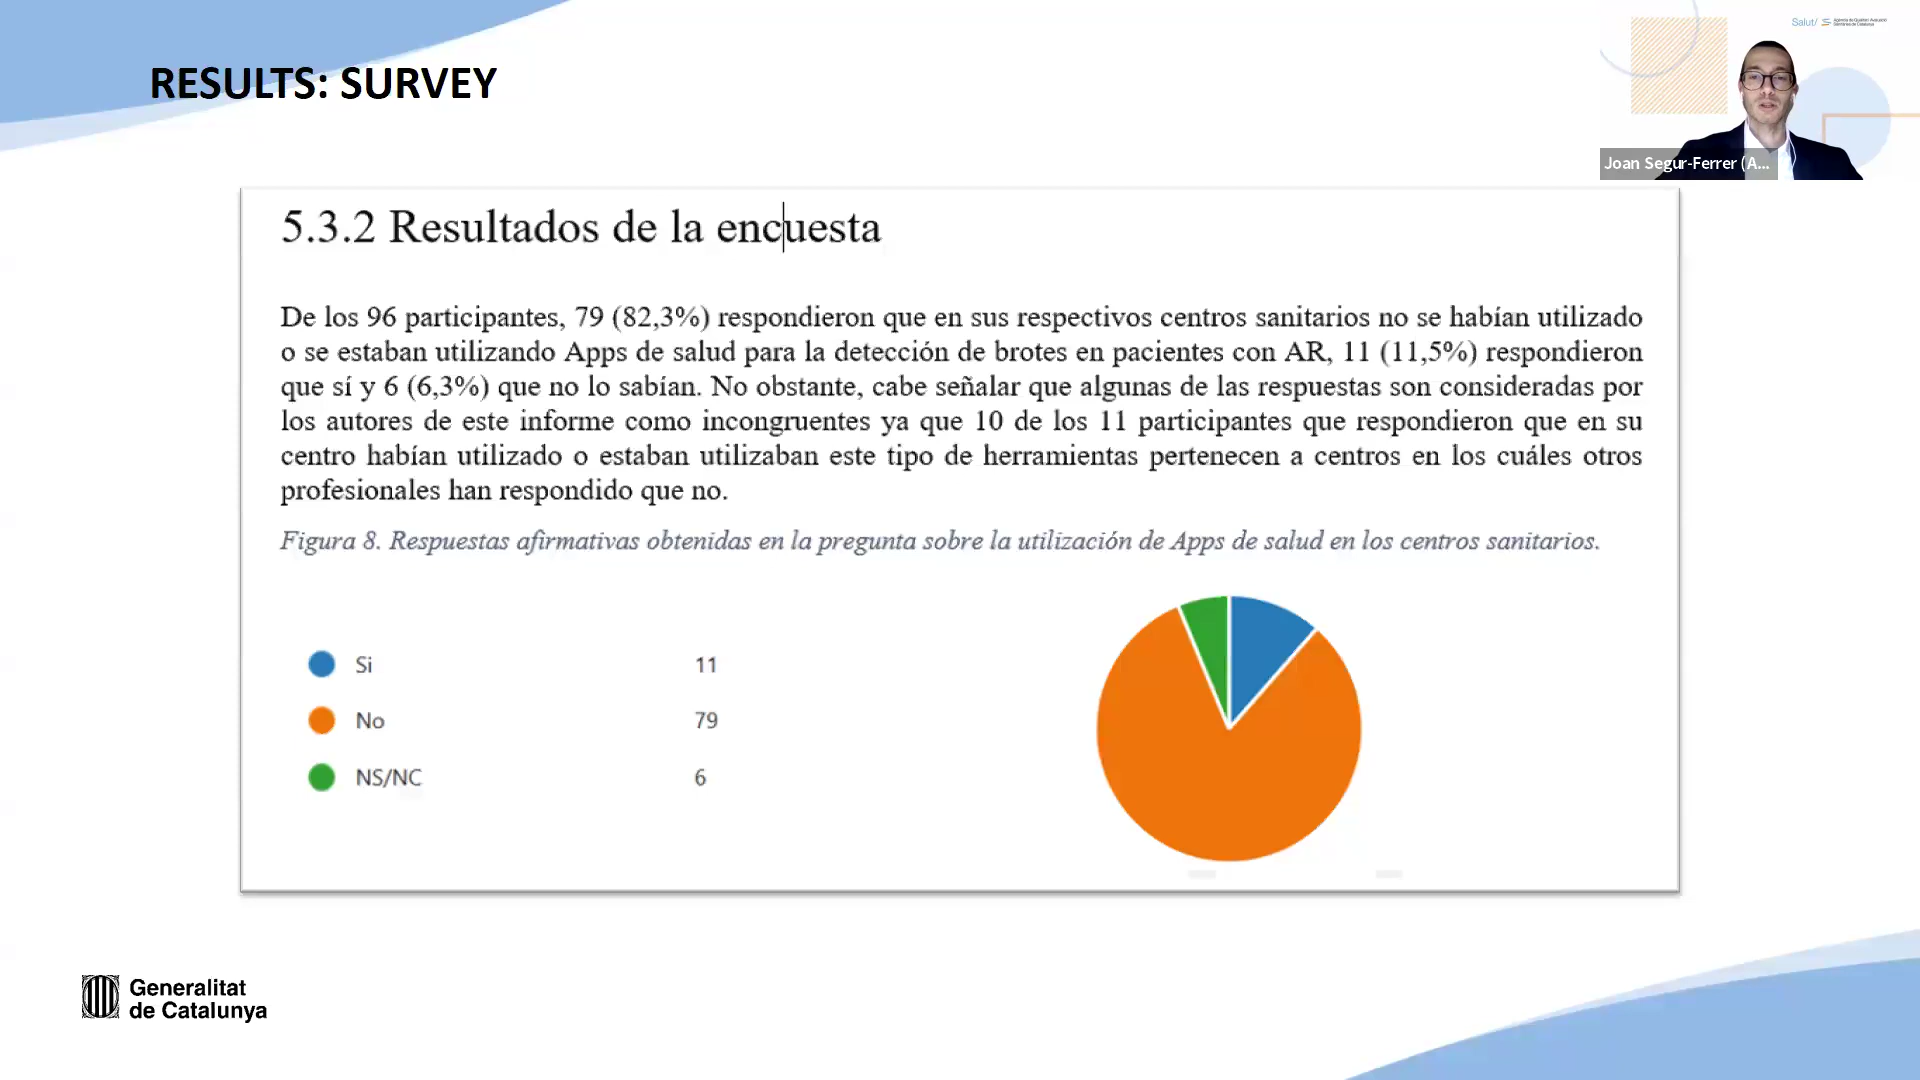 RESULTS: SURVEY
Salut/
Joan Segur-Ferrer (A...
5.3.2 Resultados de la encuesta
De los 96 participantes, 79 (82,3%) respondieron que en sus respectivos centros sanitarios no se habían utilizado
o se estaban utilizando Apps de salud para la detección de brotes en pacientes con AR, 11 (11,5%) respondieron
que sí y 6 (6,3%) que no lo sabían. No obstante, cabe señalar que algunas de las respuestas son consideradas por
los autores de este informe como incongruentes ya que 10 de los 11 participantes que respondieron que en su
centro habían utilizado o estaban utilizaban este tipo de herramientas pertenecen a centros en los cuáles otros
profesionales han respondido que no.
Figura 8. Respuestas afirmativas obtenidas en la pregunta sobre la utilización de Apps de salud en los centros sanitarios.
Si 11
No 79
NS/NC 6
Generalitat
de Catalunya